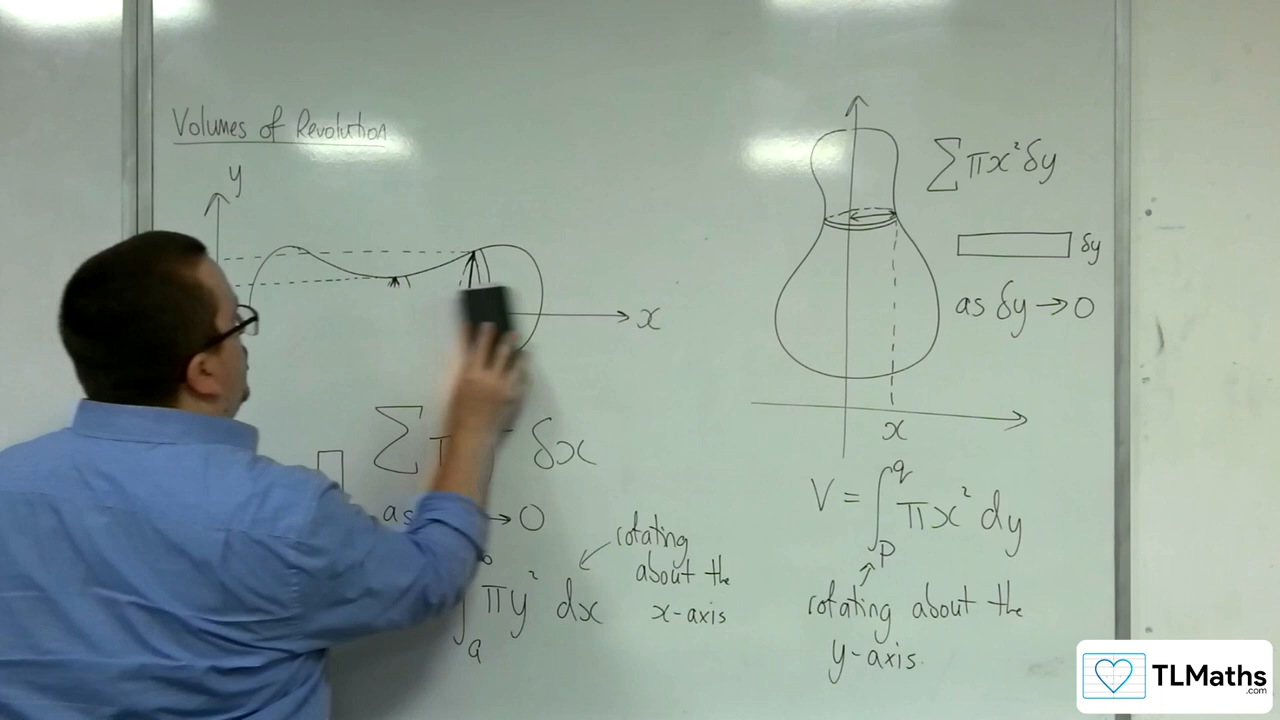 Volumes of Revolution
y
x
∑ π δx
as → 0
∫ₐ πy² dx
rotating
about the
x-axis
∑ πx² δy
δy
as δy → 0
x
V = ∫ₚ^q πx² dy
rotating about the
y-axis.
TLMaths
.com